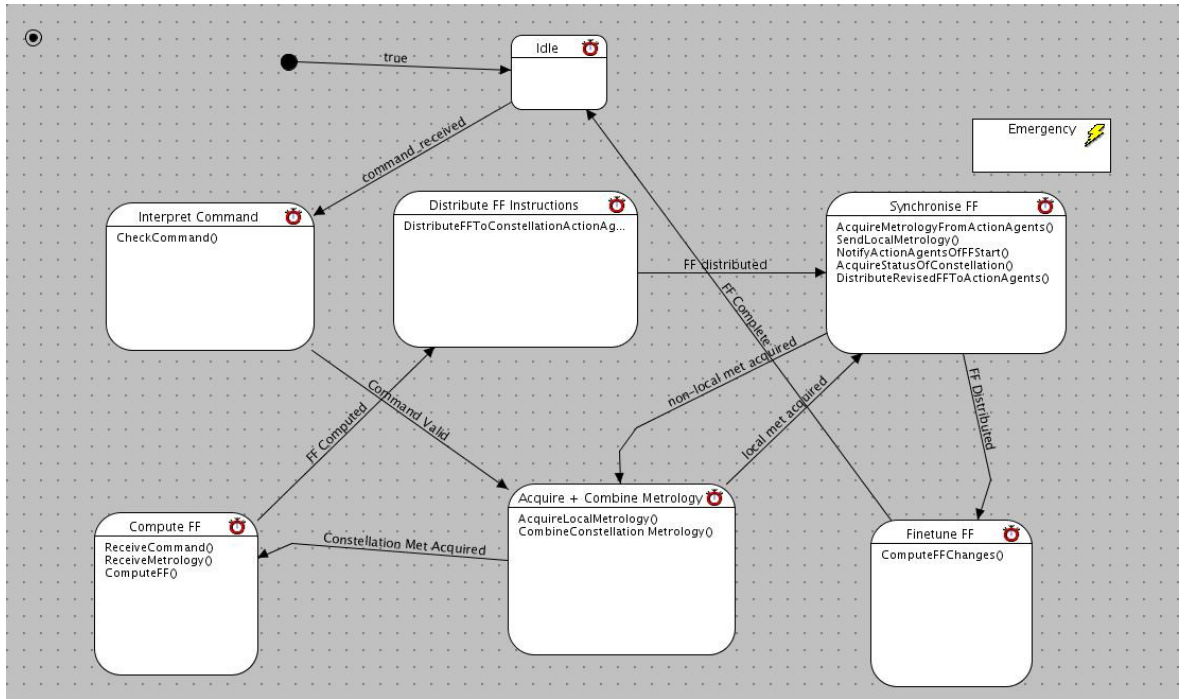 Idle
true
command_received
Emergency
Interpret Command
CheckCommand()
Distribute FF Instructions
DistributeFFToConstellationActionAg...
Synchronise FF
AcquireMetrologyFromActionAgents()
SendLocalMetrology()
NotifyActionAgentsOfFFStart()
AcquireStatusOfConstellation()
DistributeRevisedFFToActionAgents()
FF distributed
FF Complete
non-local met acquired
local met acquired
FF Distributed
Command Valid
FF Computed
Compute FF
ReceiveCommand()
ReceiveMetrology()
ComputeFF()
Constellation Met Acquired
Acquire + Combine Metrology
AcquireLocalMetrology()
CombineConstellation Metrology()
Finetune FF
ComputeFFChanges()